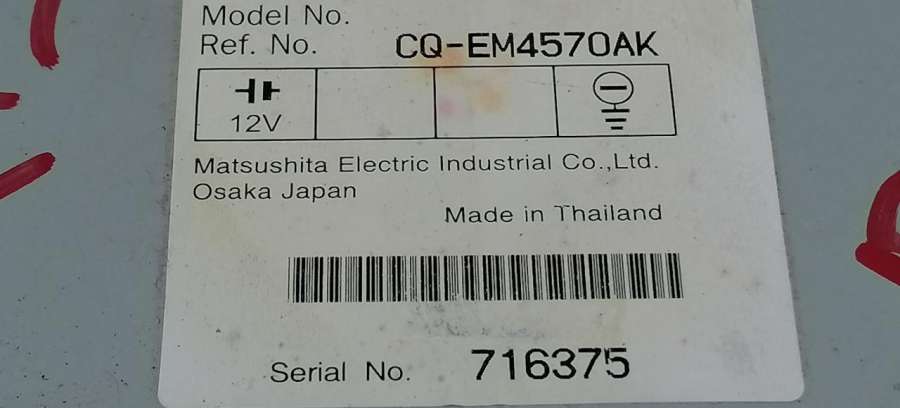 Model No.
Ref. No. CQ-EM4570AK
12V
Matsushita Electric Industrial Co.,Ltd.
Osaka Japan
Made in Thailand
Serial No. 716375